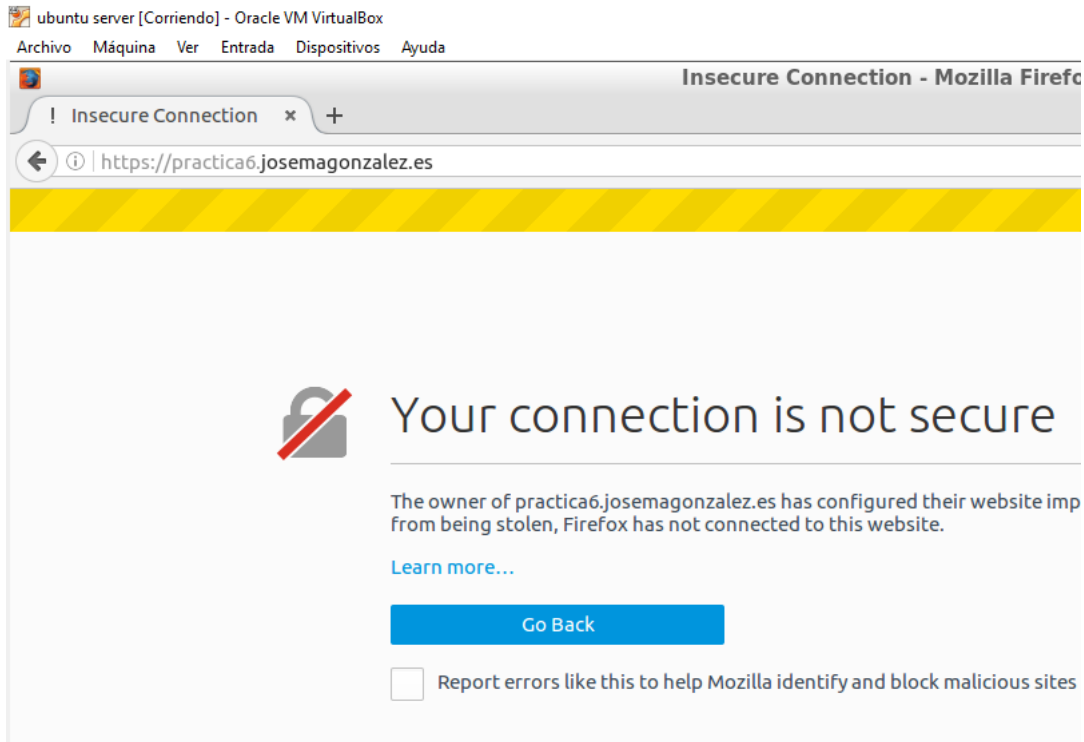 ubuntu server [Corriendo] - Oracle VM VirtualBox
Archivo Máquina Ver Entrada Dispositivos Ayuda
Insecure Connection - Mozilla Firefo
! Insecure Connection × +
https://practica6.josemagonzalez.es
Your connection is not secure
The owner of practica6.josemagonzalez.es has configured their website imp
from being stolen, Firefox has not connected to this website.
Learn more...
Go Back
Report errors like this to help Mozilla identify and block malicious sites